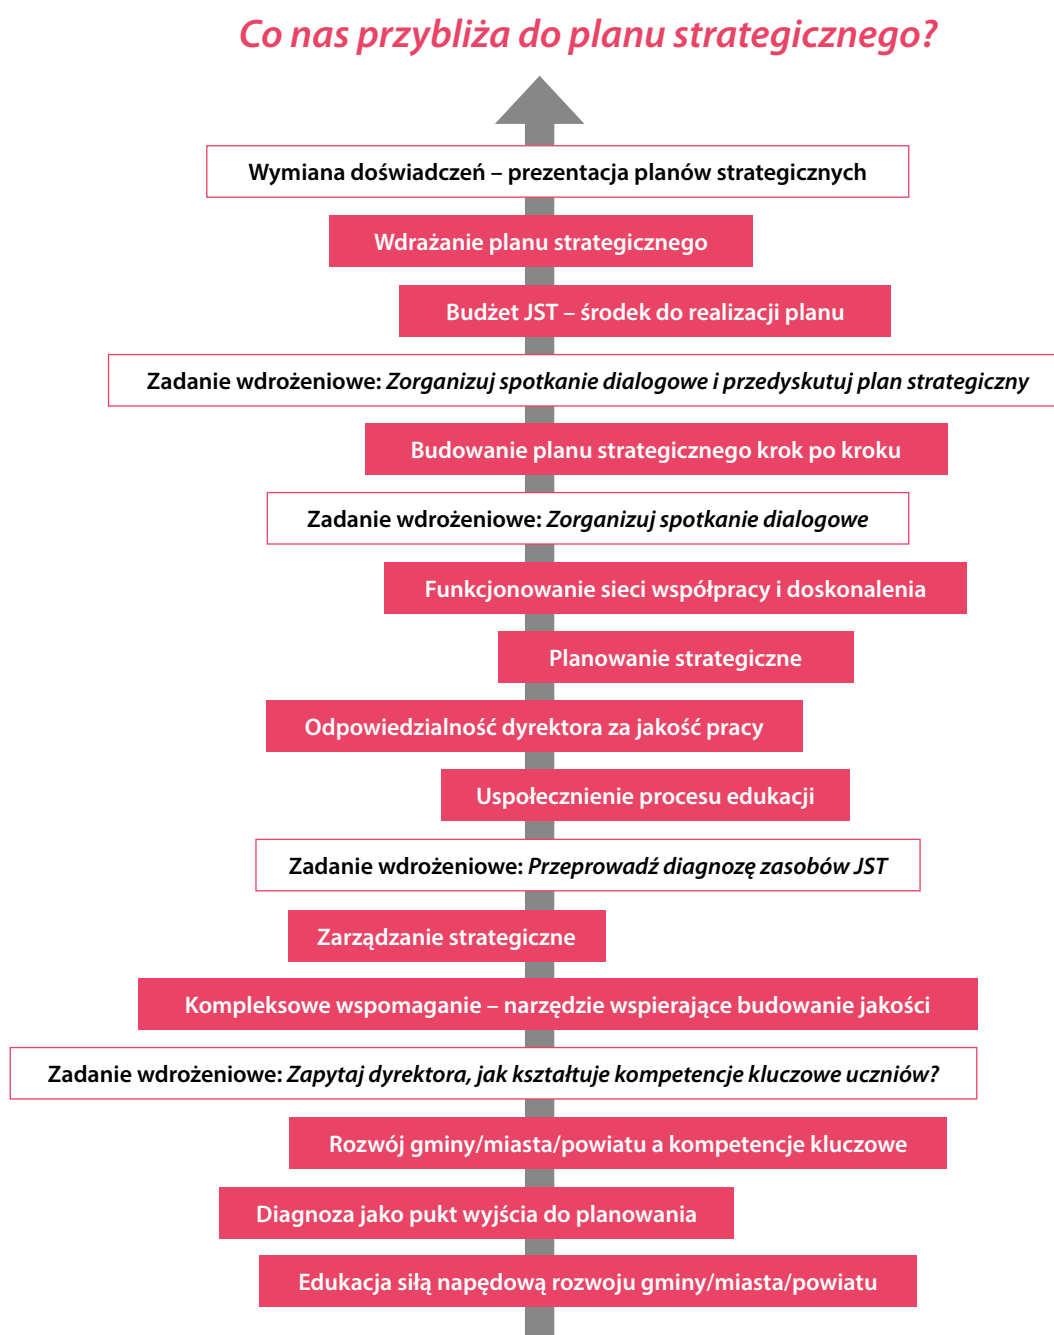 Co nas przybliża do planu strategicznego?
Wymiana doświadczeń – prezentacja planów strategicznych
Wdrażanie planu strategicznego
Budżet JST – środek do realizacji planu
Zadanie wdrożeniowe: Zorganizuj spotkanie dialogowe i przedyskutuj plan strategiczny
Budowanie planu strategicznego krok po kroku
Zadanie wdrożeniowe: Zorganizuj spotkanie dialogowe
Funkcjonowanie sieci współpracy i doskonalenia
Planowanie strategiczne
Odpowiedzialność dyrektora za jakość pracy
Uspołecznienie procesu edukacji
Zadanie wdrożeniowe: Przeprowadź diagnozę zasobów JST
Zarządzanie strategiczne
Kompleksowe wspomaganie – narzędzie wspierające budowanie jakości
Zadanie wdrożeniowe: Zapytaj dyrektora, jak kształtuje kompetencje kluczowe uczniów?
Rozwój gminy/miasta/powiatu a kompetencje kluczowe
Diagnoza jako pukt wyjścia do planowania
Edukacja siłą napędową rozwoju gminy/miasta/powiatu